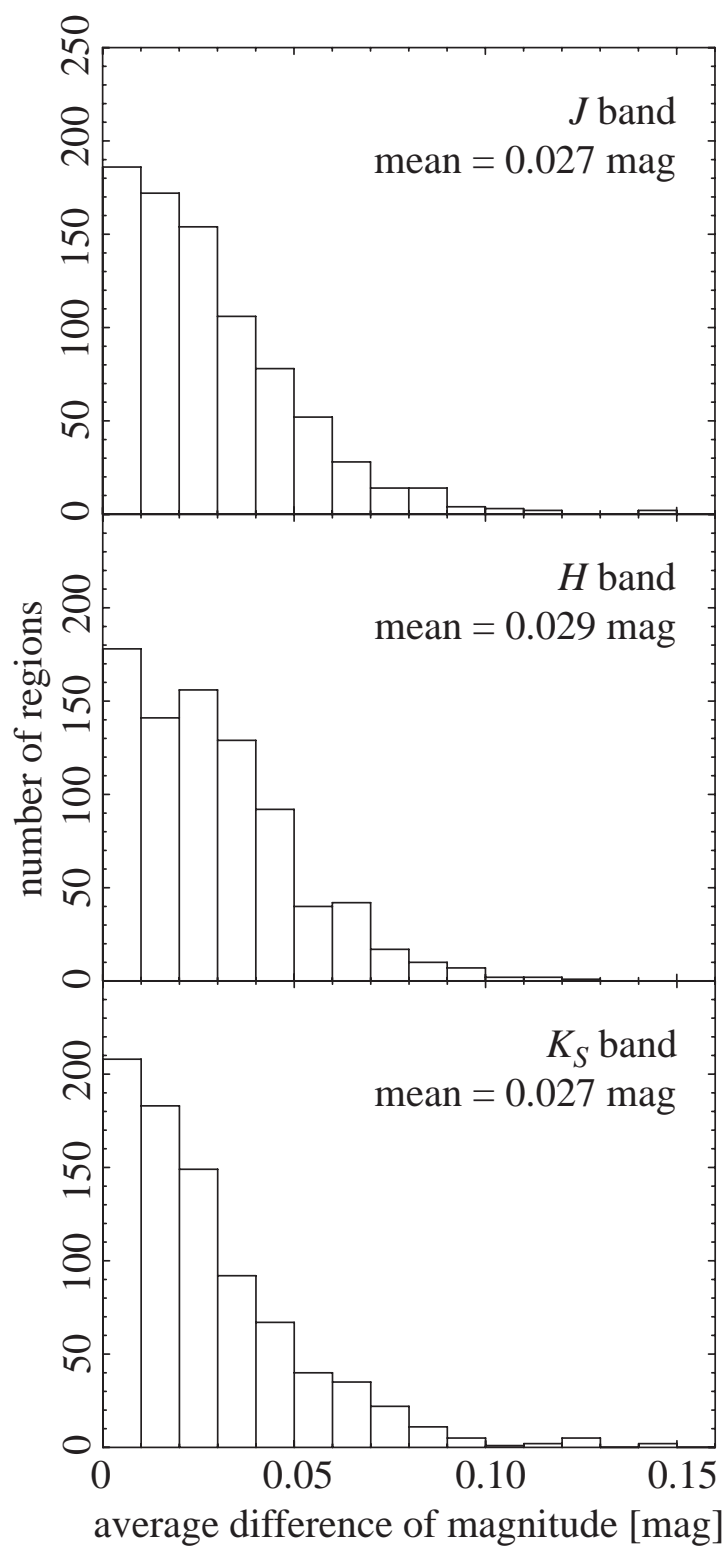 250
200
150
100
50
0
J band
mean = 0.027 mag
200
150
100
50
0
H band
mean = 0.029 mag
number of regions
200
150
100
50
0
K_S band
mean = 0.027 mag
0 0.05 0.10 0.15
average difference of magnitude [mag]